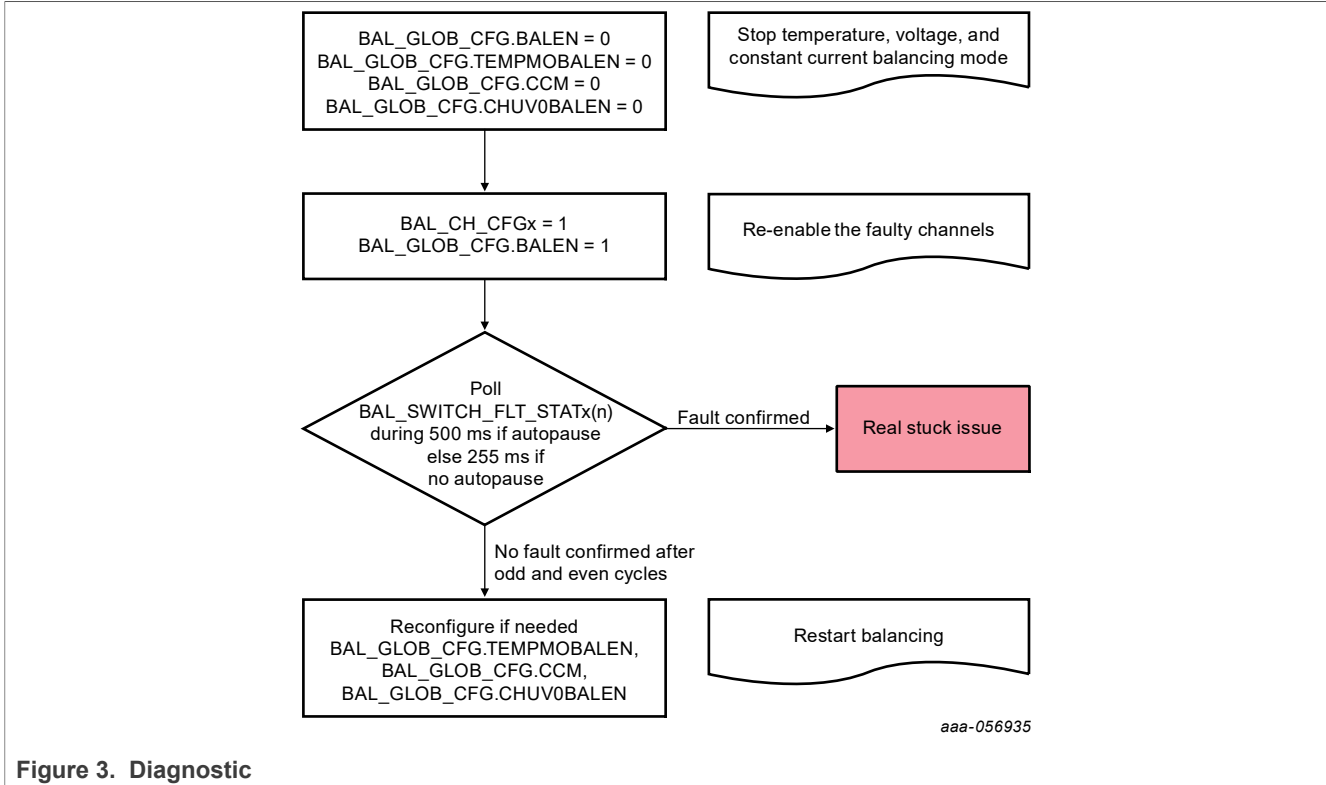 BAL_GLOB_CFG.BALEN = 0
BAL_GLOB_CFG.TEMPMOBALEN = 0
BAL_GLOB_CFG.CCM = 0
BAL_GLOB_CFG.CHUV0BALEN = 0
Stop temperature, voltage, and
constant current balancing mode
BAL_CH_CFGx = 1
BAL_GLOB_CFG.BALEN = 1
Re-enable the faulty channels
Poll
BAL_SWITCH_FLT_STATx(n)
during 500 ms if autopause
else 255 ms if
no autopause
Fault confirmed
Real stuck issue
No fault confirmed after
odd and even cycles
Reconfigure if needed
BAL_GLOB_CFG.TEMPMOBALEN,
BAL_GLOB_CFG.CCM,
BAL_GLOB_CFG.CHUV0BALEN
Restart balancing
aaa-056935
Figure 3. Diagnostic